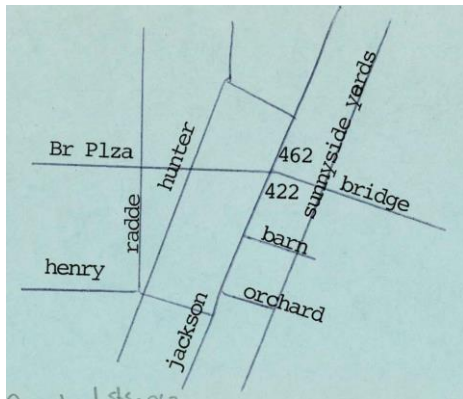 Br Plza
hunter
462
sunnyside yards
422
bridge
radde
barn
henry
orchard
jackson